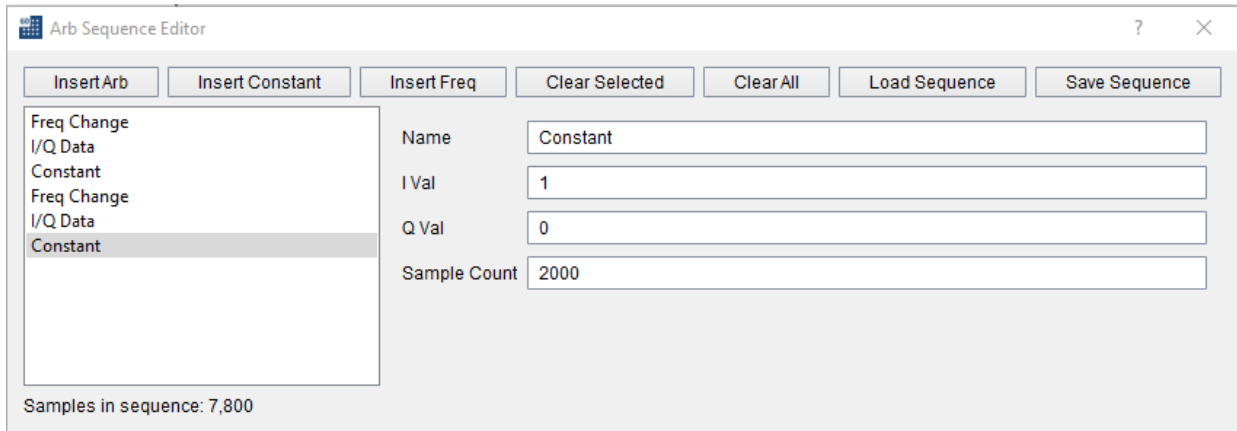 Arb Sequence Editor ?
Insert Arb Insert Constant Insert Freq Clear Selected Clear All Load Sequence Save Sequence
Freq Change
I/Q Data
Constant
Freq Change
I/Q Data
Constant
Name Constant
I Val 1
Q Val 0
Sample Count 2000
Samples in sequence: 7,800